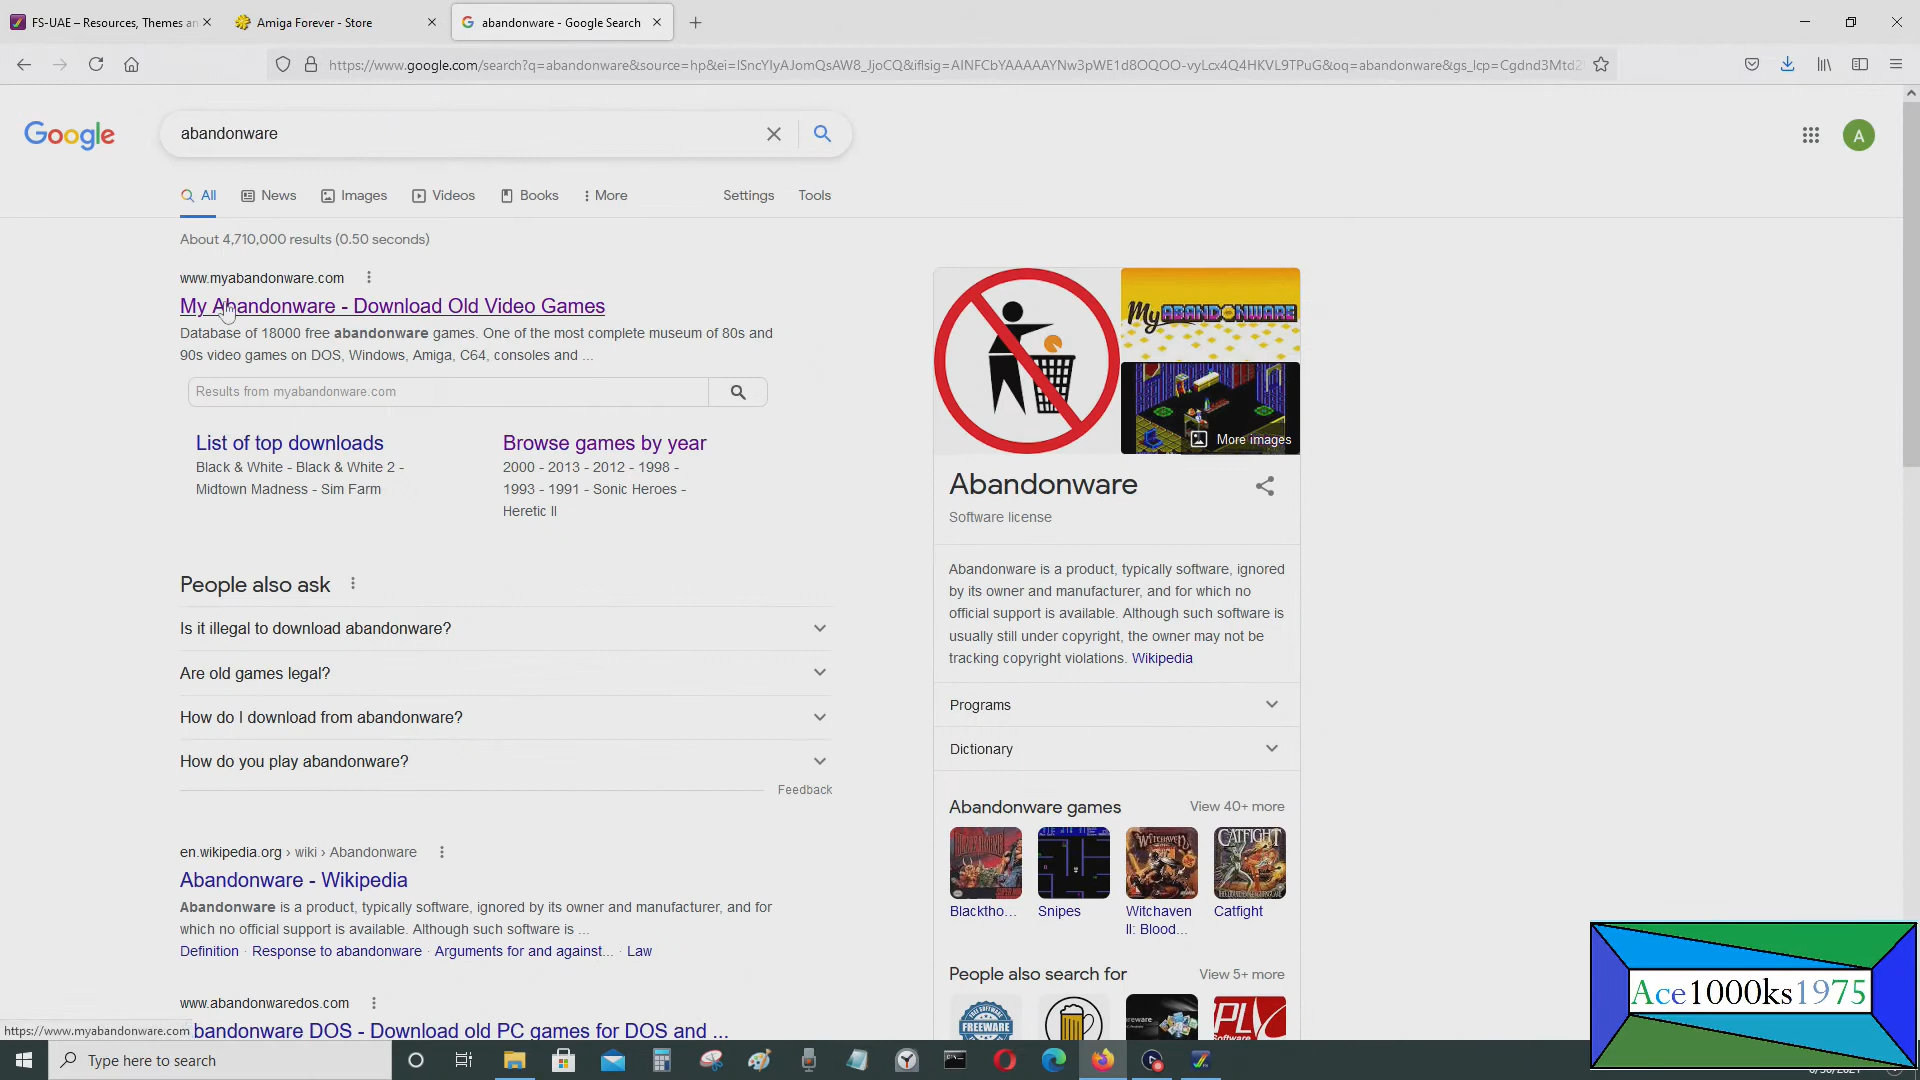 FS-UAE – Resources, Themes an
Amiga Forever - Store
abandonware - Google Search
https://www.google.com/search?q=abandonware&source=hp&ei=
Google
abandonware
A
All
News
Images
Videos
Books
More
Settings
Tools
About 4,710,000 results (0.50 seconds)
www.myabandonware.com
My Abandonware - Download Old Video Games
Database of 18000 free abandonware games. One of the most complete museum of 80s and
90s video games on DOS, Windows, Amiga, C64, consoles and ...
Results from myabandonware.com
List of top downloads
Black & White - Black & White 2 -
Midtown Madness - Sim Farm
Browse games by year
2000 - 2013 - 2012 - 1998 -
1993 - 1991 - Sonic Heroes -
Heretic II
People also ask
Is it illegal to download abandonware?
Are old games legal?
How do I download from abandonware?
How do you play abandonware?
Feedback
en.wikipedia.org › wiki › Abandonware
Abandonware - Wikipedia
Abandonware is a product, typically software, ignored by its owner and manufacturer, and for
which no official support is available. Although such software is ...
Definition · Response to abandonware · Arguments for and against... · Law
www.abandonwaredos.com
bandonware DOS - Download old PC games for DOS and ...
https://www.myabandonware.com
My ABANDONWARE
More images
Abandonware
Software license
Abandonware is a product, typically software, ignored
by its owner and manufacturer, and for which no
official support is available. Although such software is
usually still under copyright, the owner may not be
tracking copyright violations. Wikipedia
Programs
Dictionary
Abandonware games
View 40+ more
WITCHAVEN
CATFIGHT
Blacktho...
Snipes
Witchaven
II: Blood...
Catfight
People also search for
View 5+ more
FREEWARE
Ace1000ks1975
Type here to search